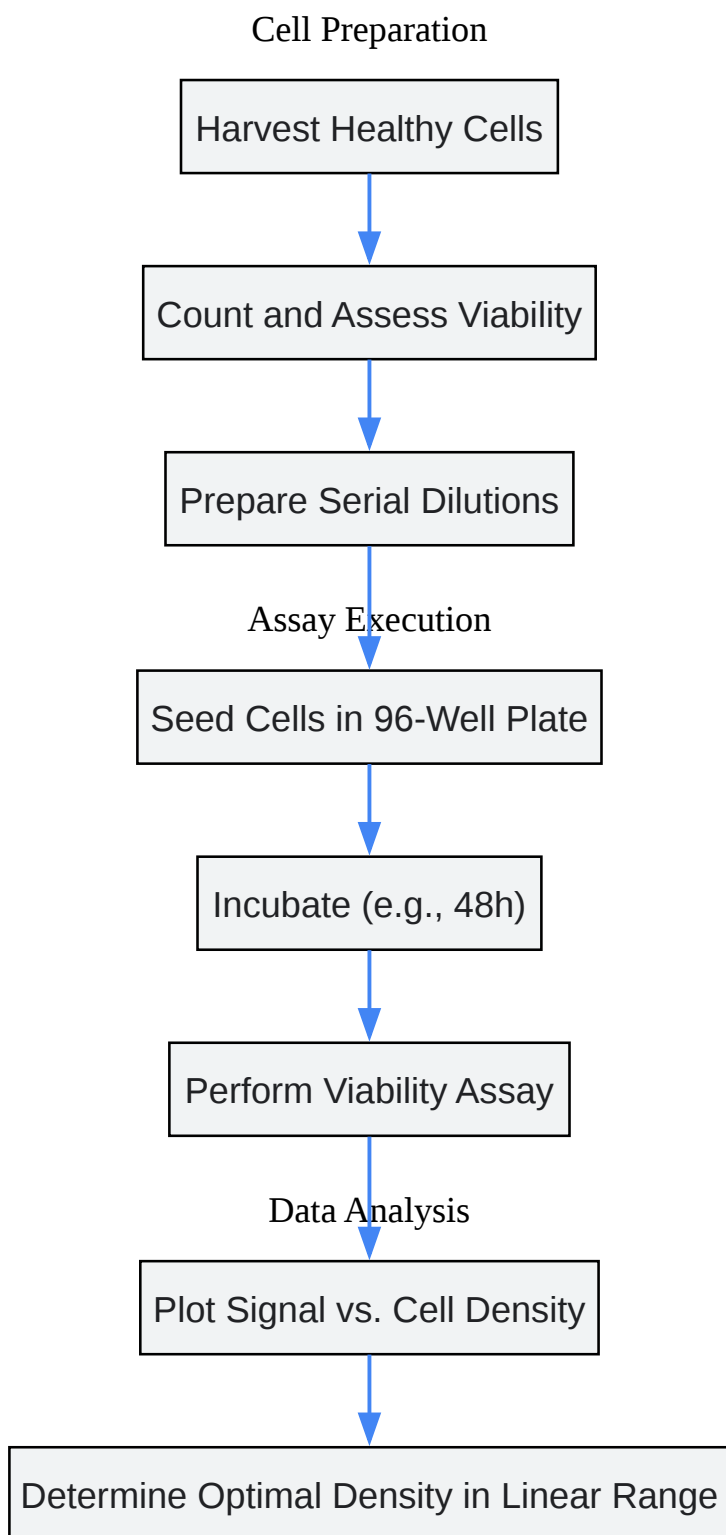 Cell Preparation
Harvest Healthy Cells
Count and Assess Viability
Prepare Serial Dilutions
Assay Execution
Seed Cells in 96-Well Plate
Incubate (e.g., 48h)
Perform Viability Assay
Data Analysis
Plot Signal vs. Cell Density
Determine Optimal Density in Linear Range